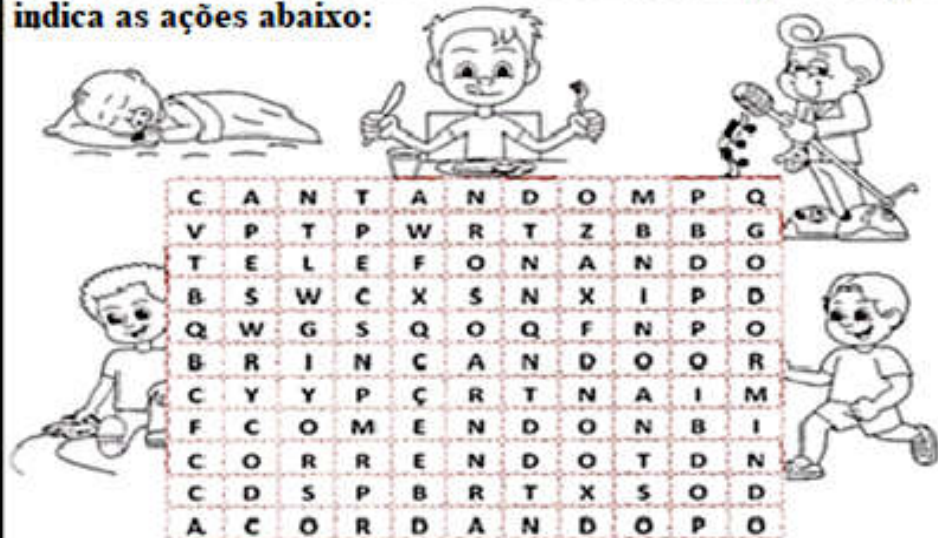 indica as ações abaixo:
C A N T A N D O M P Q
V P T P W R T Z B B G
T E L E F O N A N D O
B S W C X S N X I P D
Q W G S Q O Q F N P O
B R I N C A N D O O R
C Y Y P Ç R T N A I M
F C O M E N D O N B I
C O R R E N D O T D N
C D S P B R T X S O D
A C O R D A N D O P O